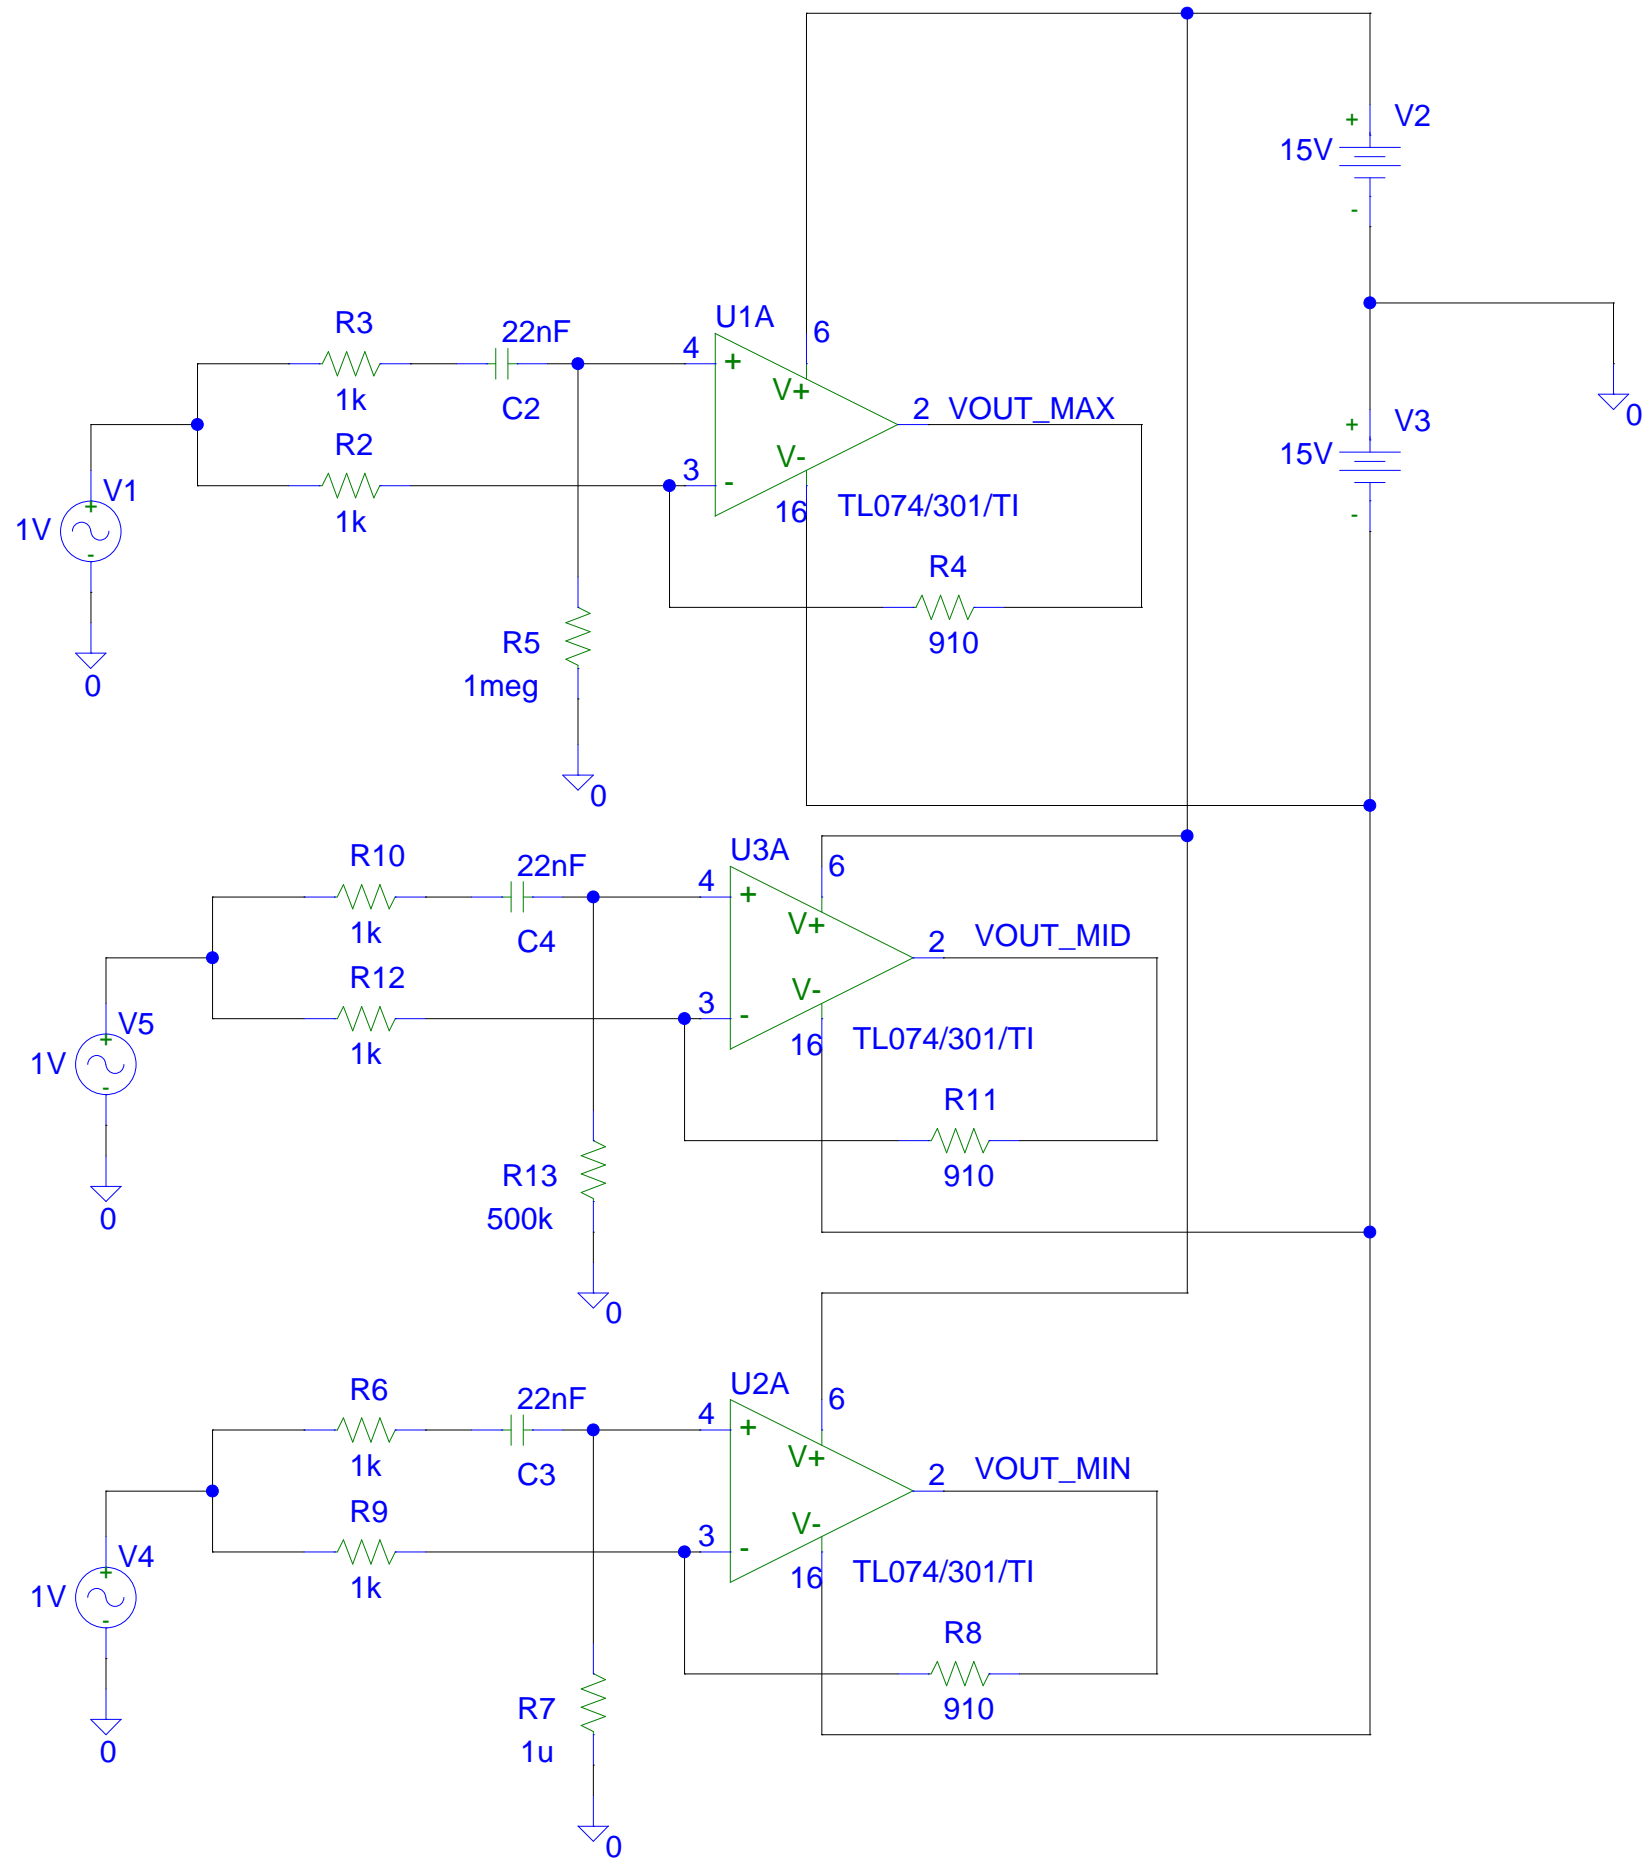 V2
+
15V
-
R3
1k
22nF
C2
U1A
4
+
6
V+
2
VOUT_MAX
0
V3
+
15V
-
R2
1k
3
-
V-
16
TL074/301/TI
V1
1V
+
-
0
R4
910
R5
1meg
0
R10
1k
22nF
C4
U3A
4
+
6
V+
2
VOUT_MID
R12
1k
3
-
V-
16
TL074/301/TI
V5
1V
+
-
0
R11
910
R13
500k
0
R6
1k
22nF
C3
U2A
4
+
6
V+
2
VOUT_MIN
R9
1k
3
-
V-
16
TL074/301/TI
V4
1V
+
-
0
R8
910
R7
1u
0